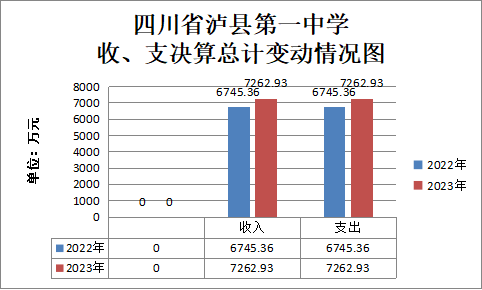 四川省泸县第一中学
收、支决算总计变动情况图
单位：万元
8000
7000
6000
5000
4000
3000
2000
1000
0
0 0
6745.36 7262.93 6745.36 7262.93
2022年
2023年
收入 支出
2022年 0 6745.36 6745.36
2023年 0 7262.93 7262.93